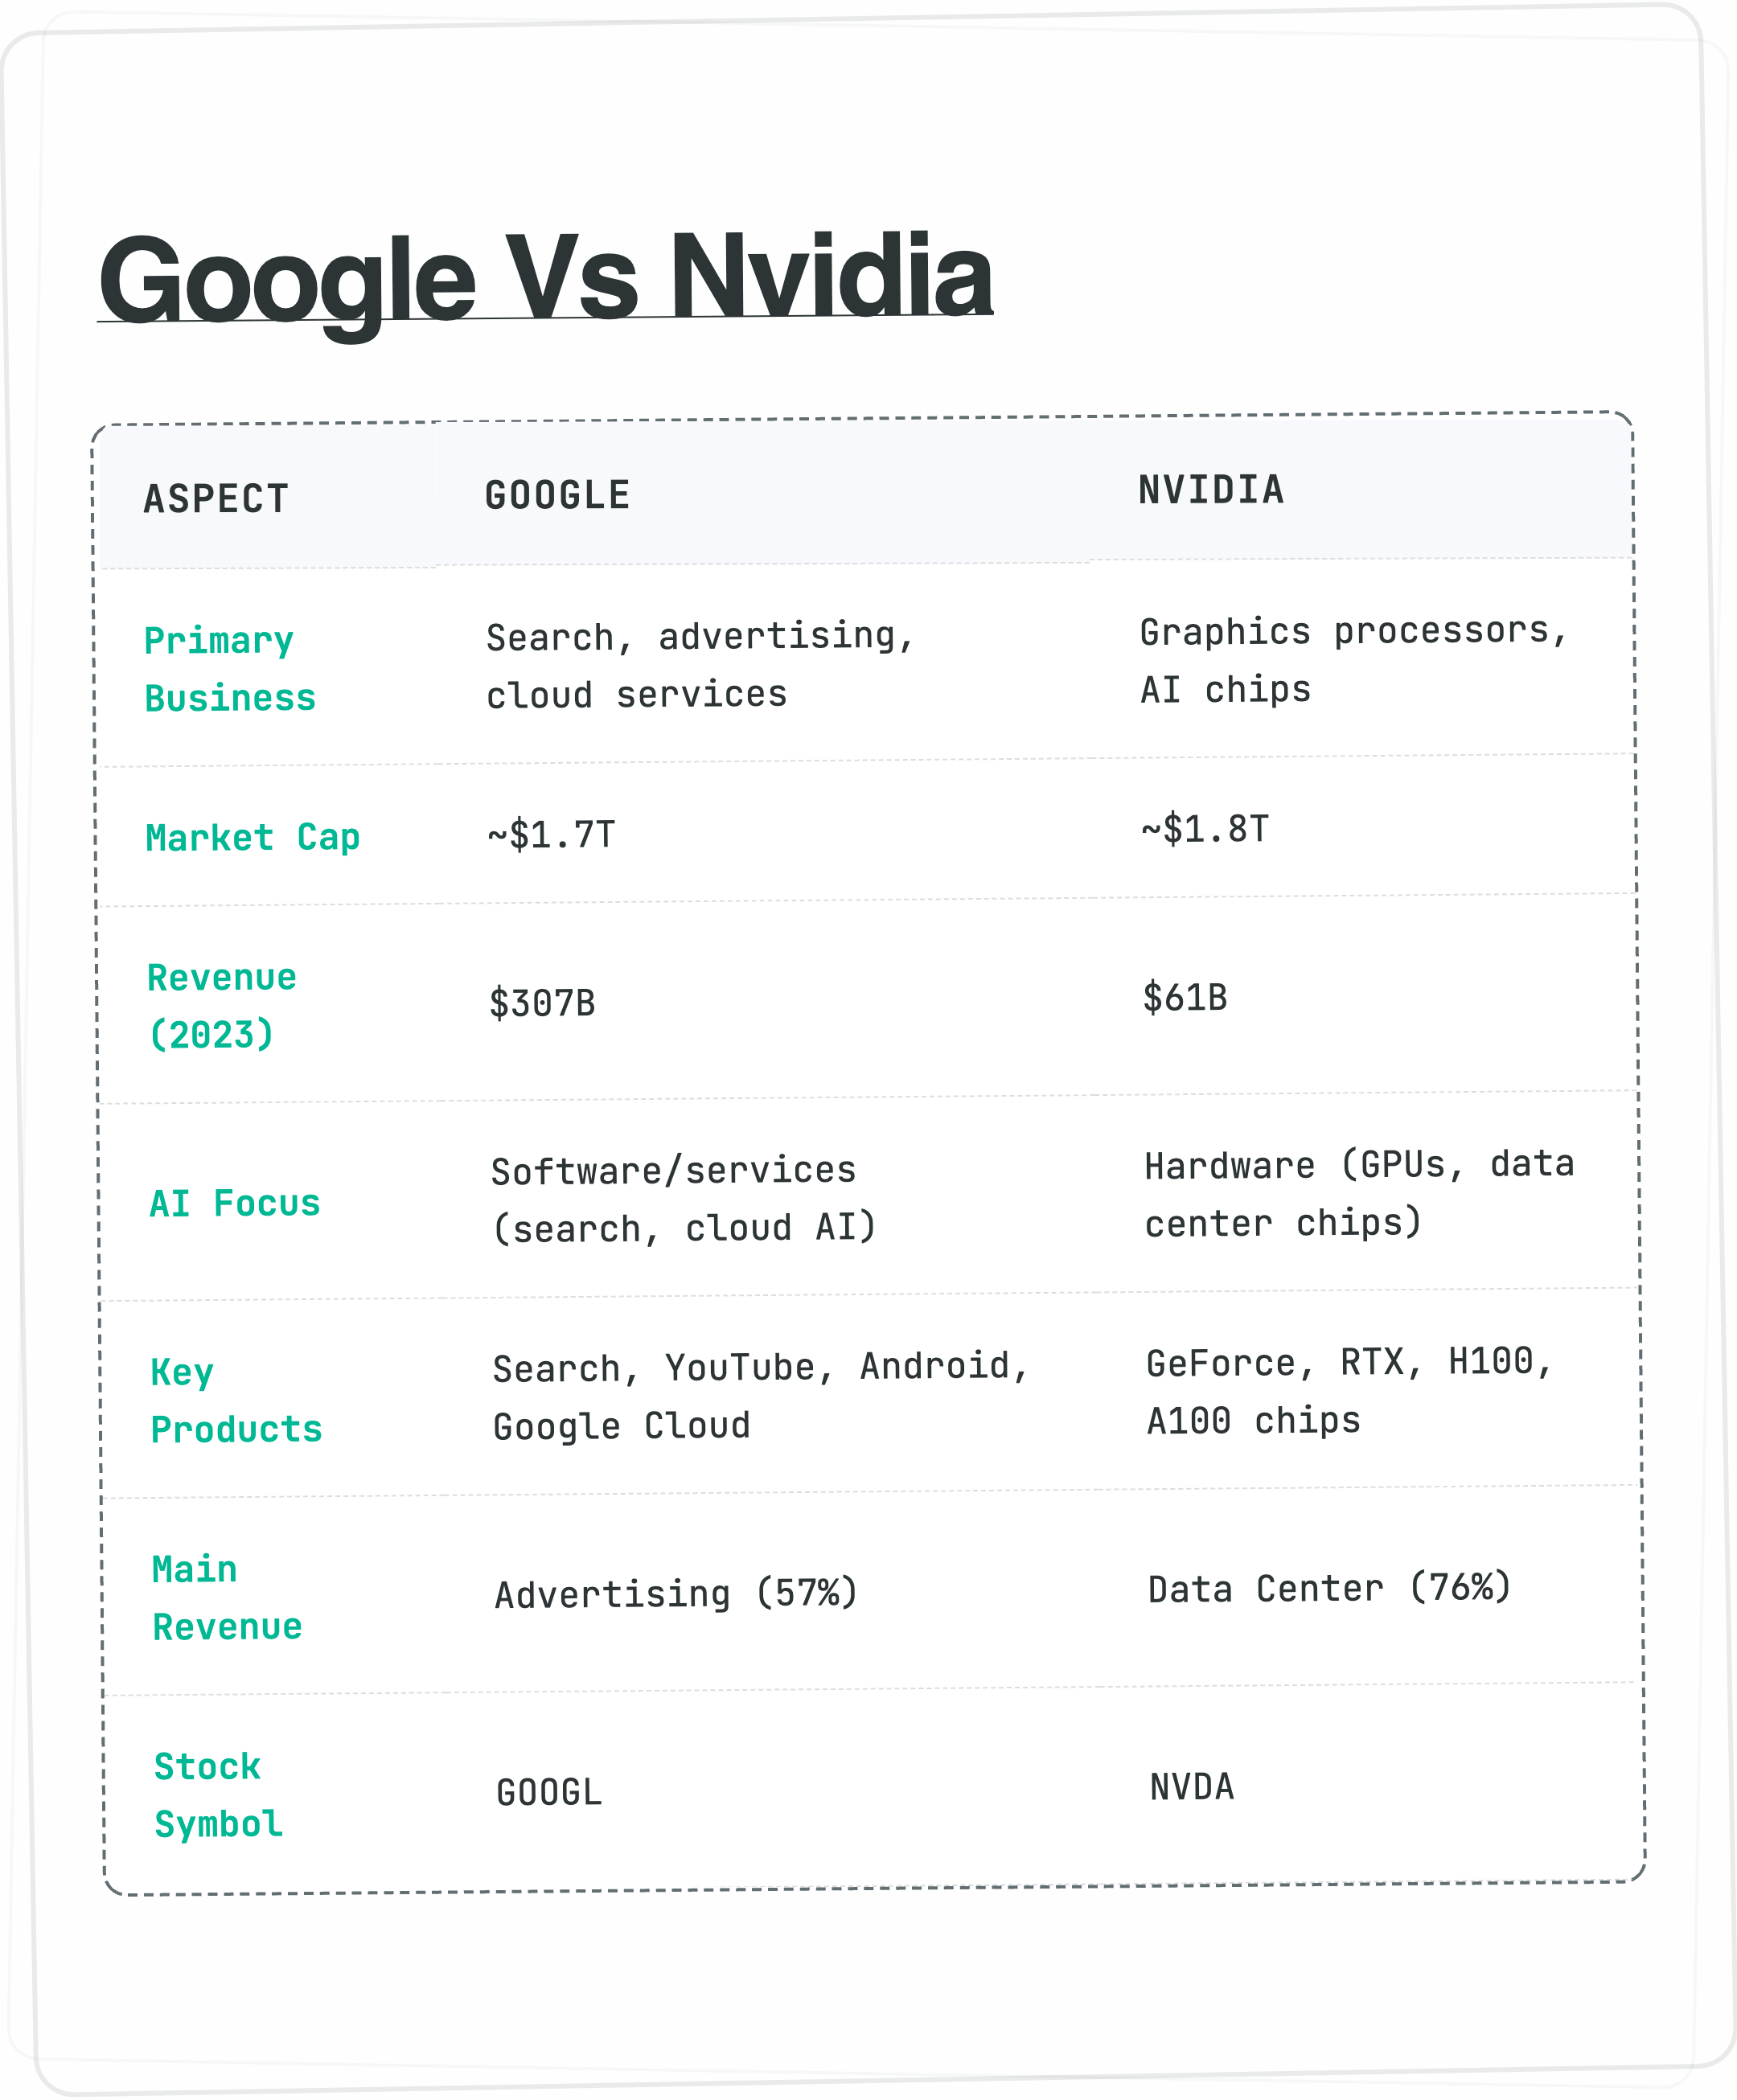 Google Vs Nvidia
ASPECT GOOGLE NVIDIA
Primary Business
Search, advertising,
cloud services
Graphics processors,
AI chips
Market Cap
~$1.7T
~$1.8T
Revenue
(2023)
$307B
$61B
AI Focus
Software/services
(search, cloud AI)
Hardware (GPUs, data
center chips)
Key
Products
Search, YouTube, Android,
Google Cloud
GeForce, RTX, H100,
A100 chips
Main
Revenue
Advertising (57%)
Data Center (76%)
Stock
Symbol
GOOGL
NVDA